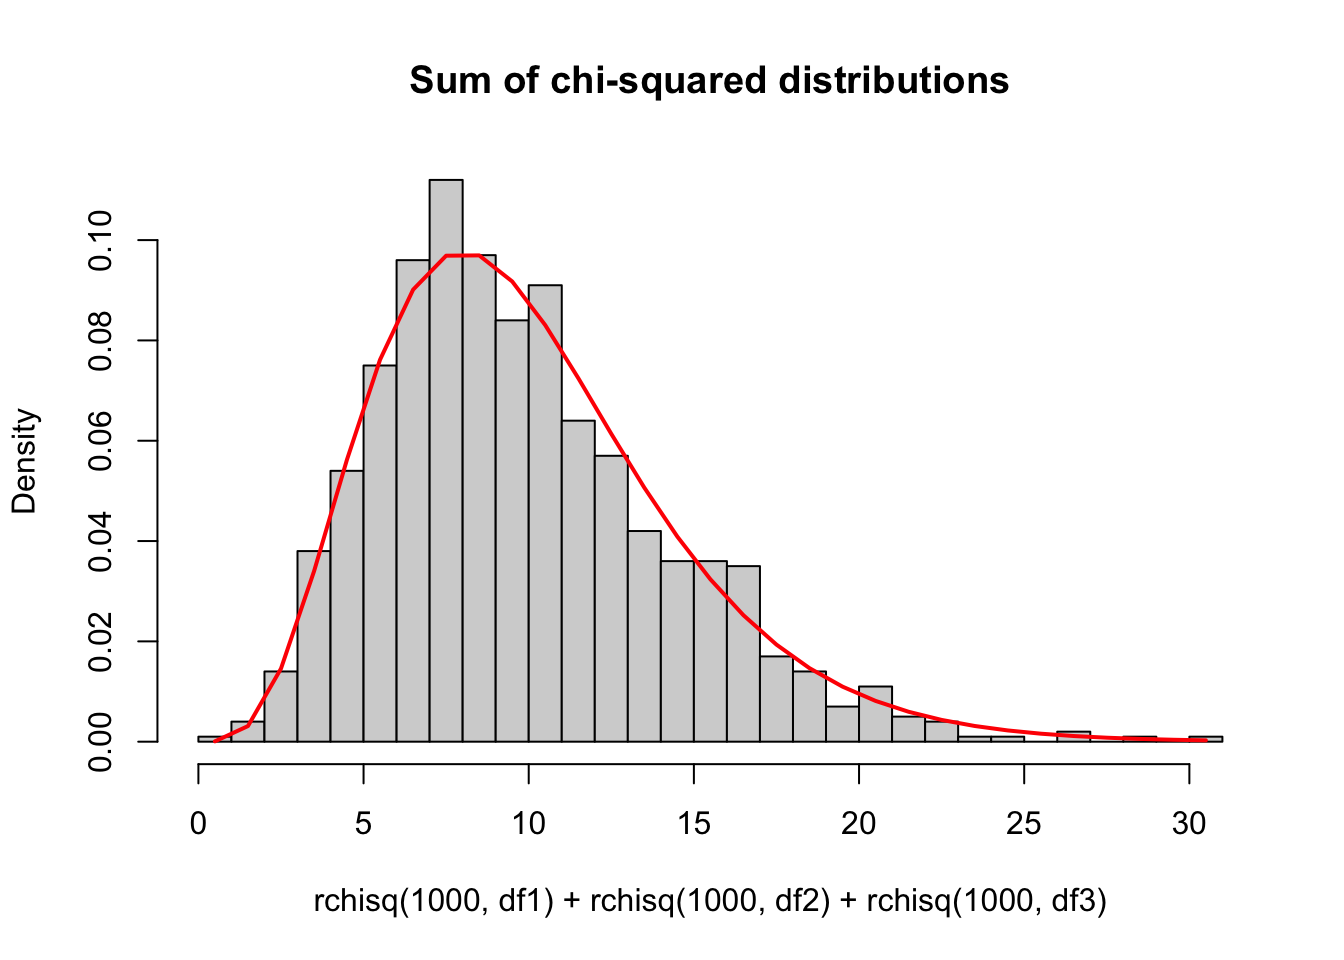 Sum of chi-squared distributions
Density
0.10
0.08
0.06
0.04
0.02
0.00
0 5 10 15 20 25 30
rchisq(1000, df1) + rchisq(1000, df2) + rchisq(1000, df3)